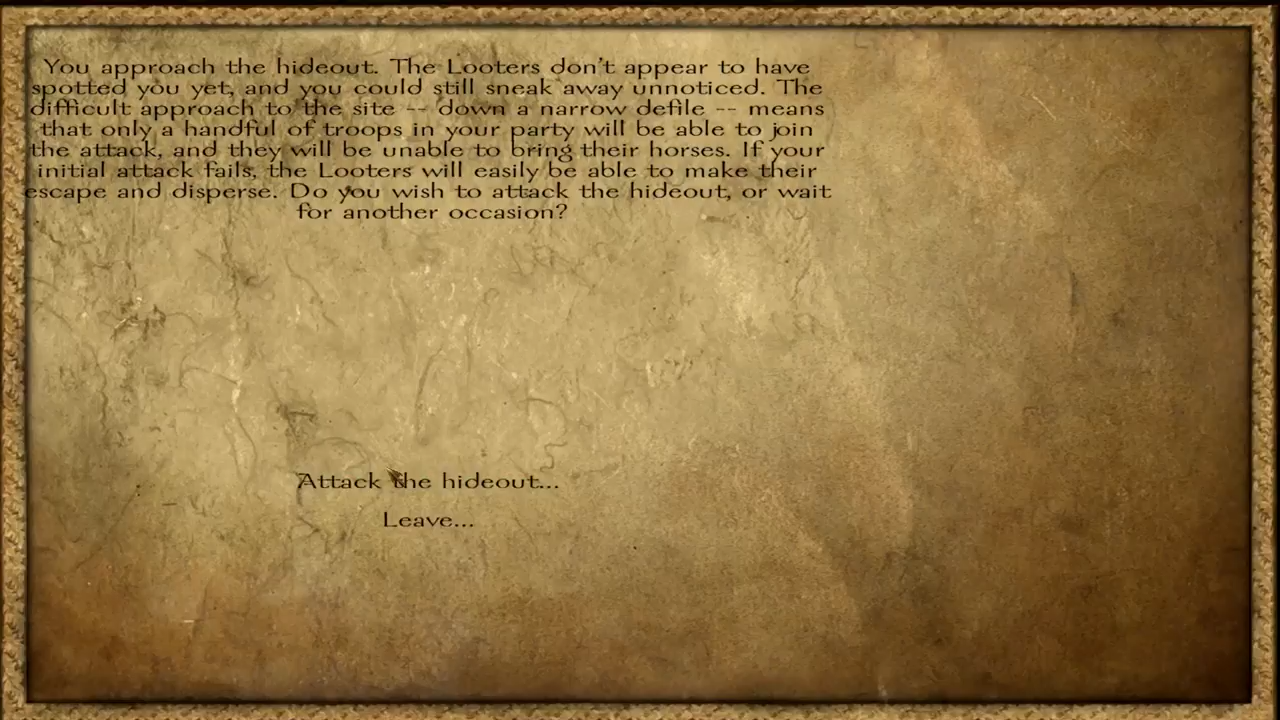 You approach the hideout. The Looters don't appear to have
spotted you yet, and you could still sneak away unnoticed. The
difficult approach to the site -- down a narrow defile -- means
that only a handful of troops in your party will be able to join
the attack, and they will be unable to bring their horses. If your
initial attack fails, the Looters will easily be able to make their
escape and disperse. Do you wish to attack the hideout, or wait
for another occasion?
Attack the hideout...
Leave...